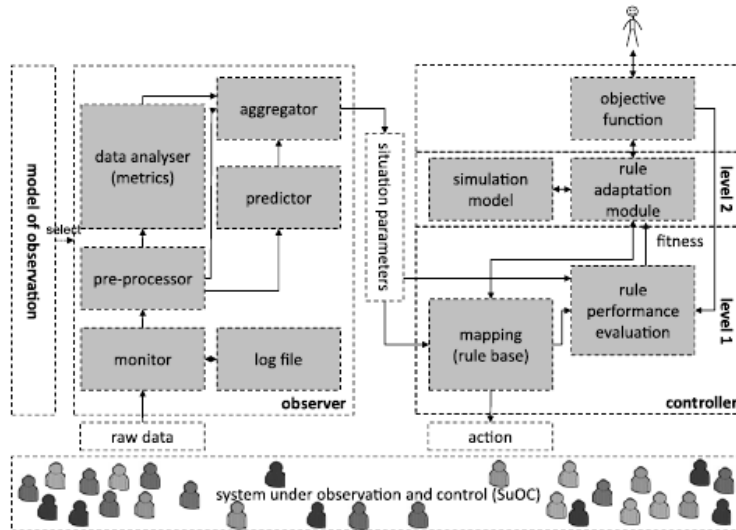 model of observation
select
data analyser
(metrics)
aggregator
predictor
pre-processor
monitor
log file
observer
raw data
situation parameters
objective
function
simulation
model
rule
adaptation
module
level 2
fitness
mapping
(rule base)
rule
performance
evaluation
level 1
controller
action
system under observation and control (SuOC)